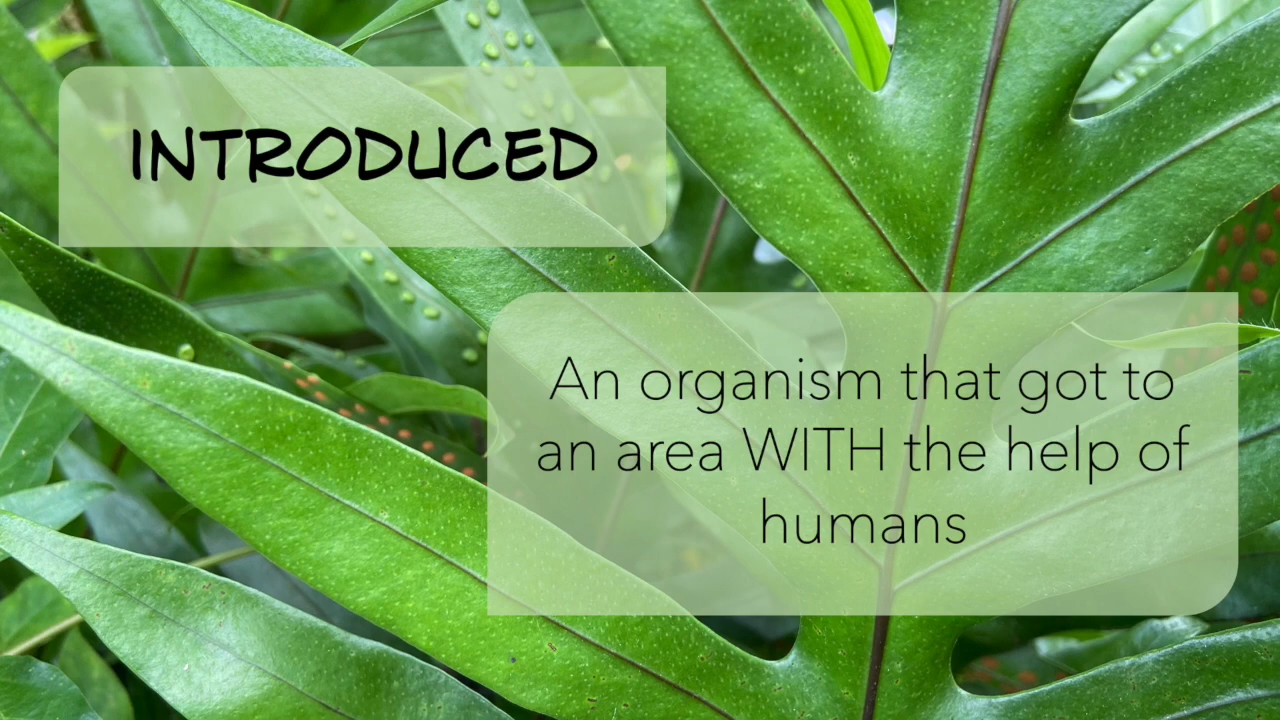 INTRODUCED
An organism that got to
an area WITH the help of
humans